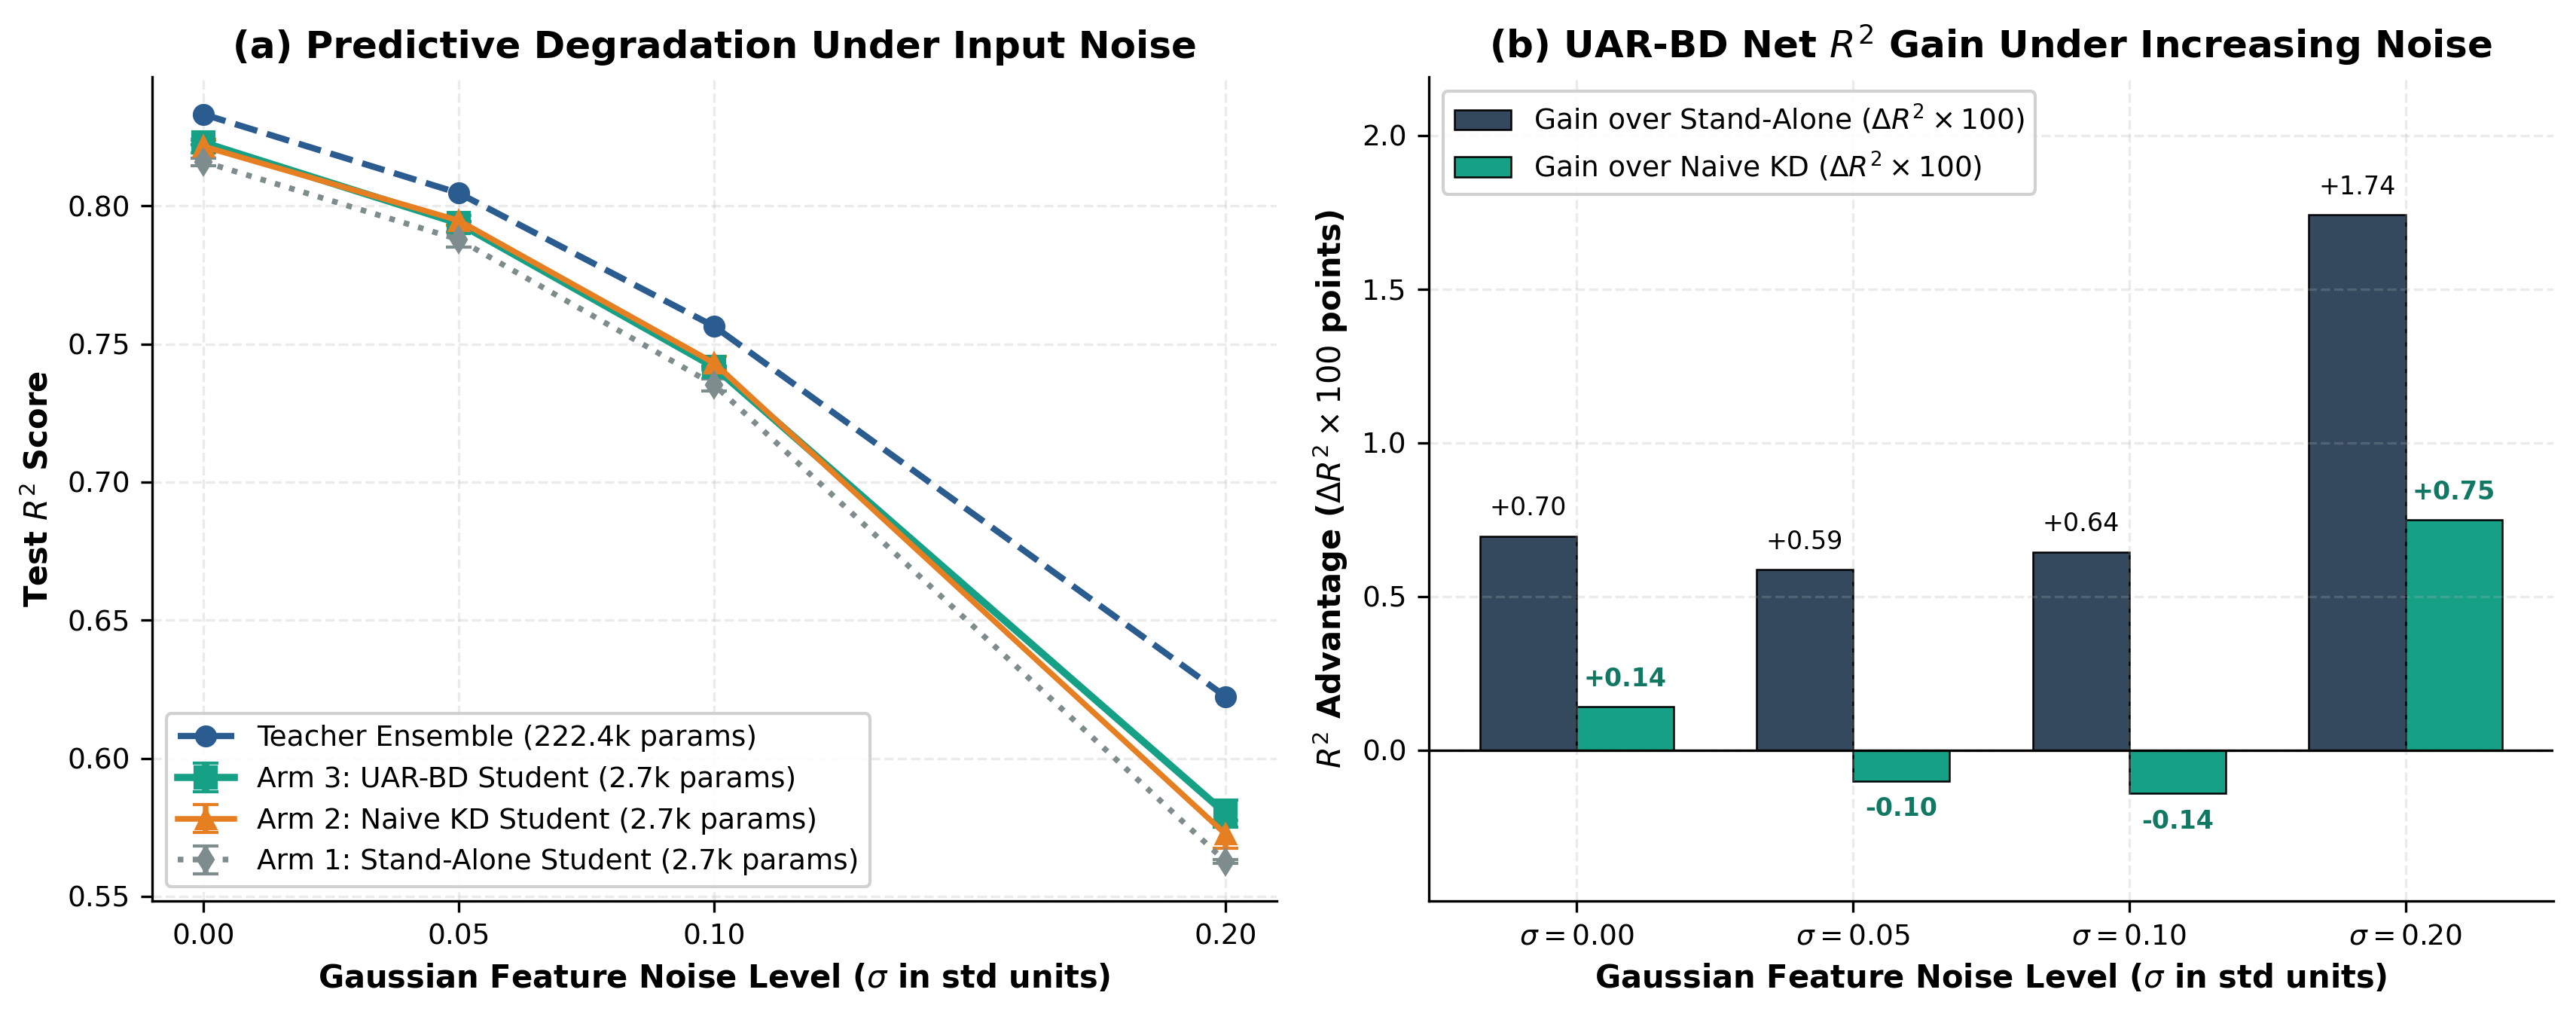 (a) Predictive Degradation Under Input Noise
Test R² Score
0.80
0.75
0.70
0.65
0.60
0.55
Teacher Ensemble (222.4k params)
Arm 3: UAR-BD Student (2.7k params)
Arm 2: Naive KD Student (2.7k params)
Arm 1: Stand-Alone Student (2.7k params)
0.00 0.05 0.10 0.20
Gaussian Feature Noise Level (σ in std units)
(b) UAR-BD Net R² Gain Under Increasing Noise
R² Advantage (ΔR² × 100 points)
Gain over Stand-Alone (ΔR² × 100)
Gain over Naive KD (ΔR² × 100)
2.0
1.5
1.0
0.5
0.0
+0.70
+0.14
+0.59
-0.10
+0.64
-0.14
+1.74
+0.75
σ = 0.00 σ = 0.05 σ = 0.10 σ = 0.20
Gaussian Feature Noise Level (σ in std units)